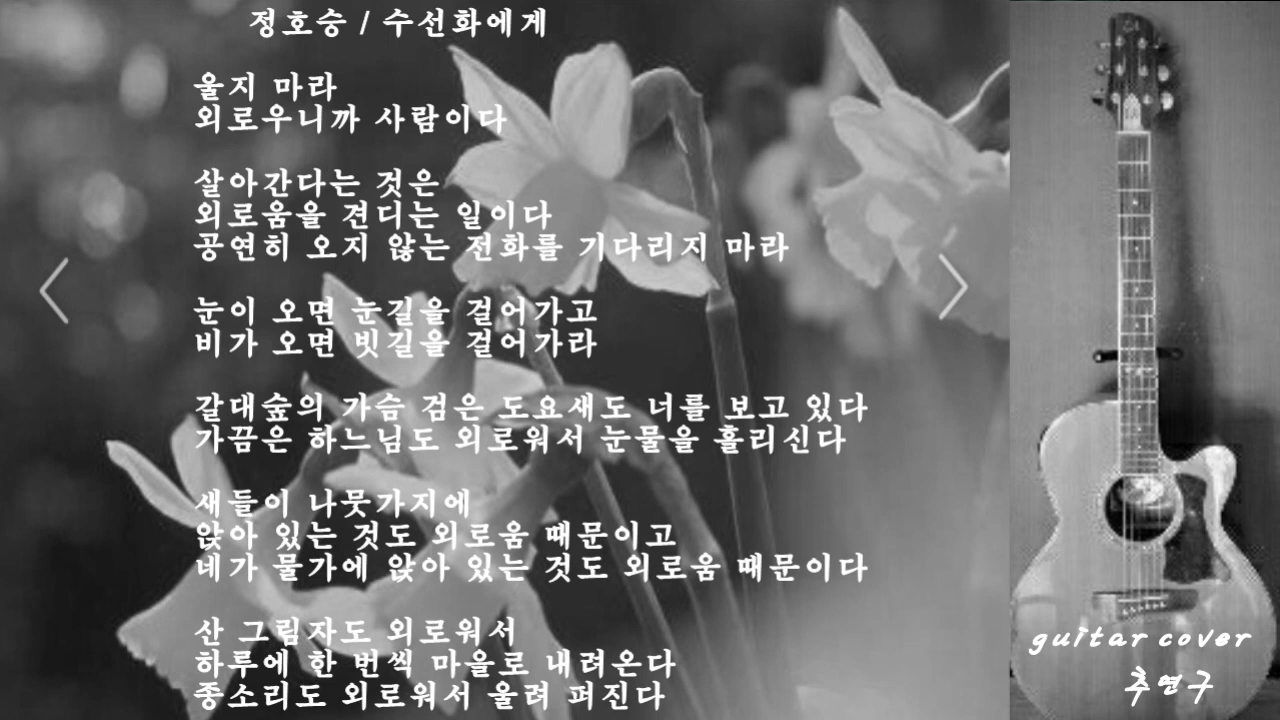 정호승 / 수선화에게
울지 마라
외로우니까 사람이다
살아간다는 것은
외로움을 견디는 일이다
공연히 오지 않는 전화를 기다리지 마라
눈이 오면 눈길을 걸어가고
비가 오면 빗길을 걸어가라
갈대숲의 가슴 검은 도요새도 너를 보고 있다
가끔은 하느님도 외로워서 눈물을 흘리신다
새들이 나뭇가지에
앉아 있는 것도 외로움 때문이고
네가 물가에 앉아 있는 것도 외로움 때문이다
산 그림자도 외로워서
하루에 한 번씩 마을로 내려온다
종소리도 외로워서 울려 퍼진다
guitar cover
추연구